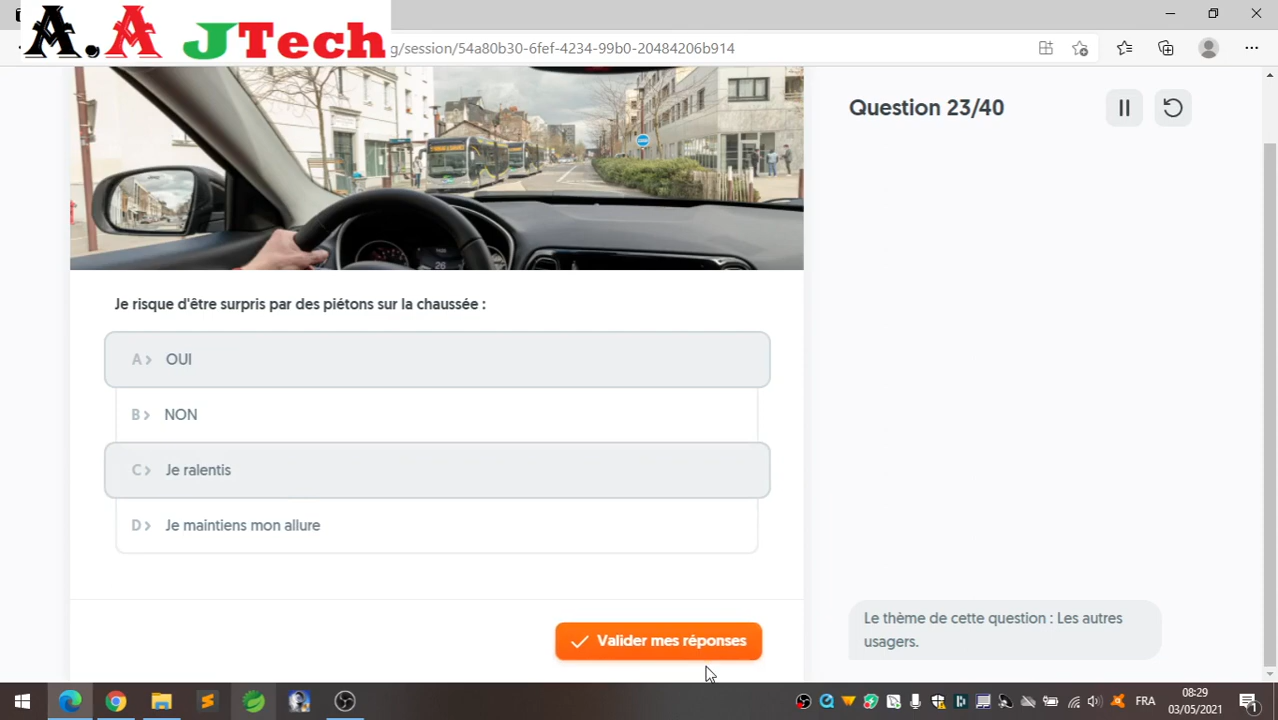 A.A JTech
g/session/54a80b30-6fef-4234-99b0-20484206b914
Question 23/40
26
Je risque d'être surpris par des piétons sur la chaussée :
A > OUI
B > NON
C > Je ralentis
D > Je maintiens mon allure
Valider mes réponses
Le thème de cette question : Les autres
usagers.
FRA
08:29
03/05/2021
1